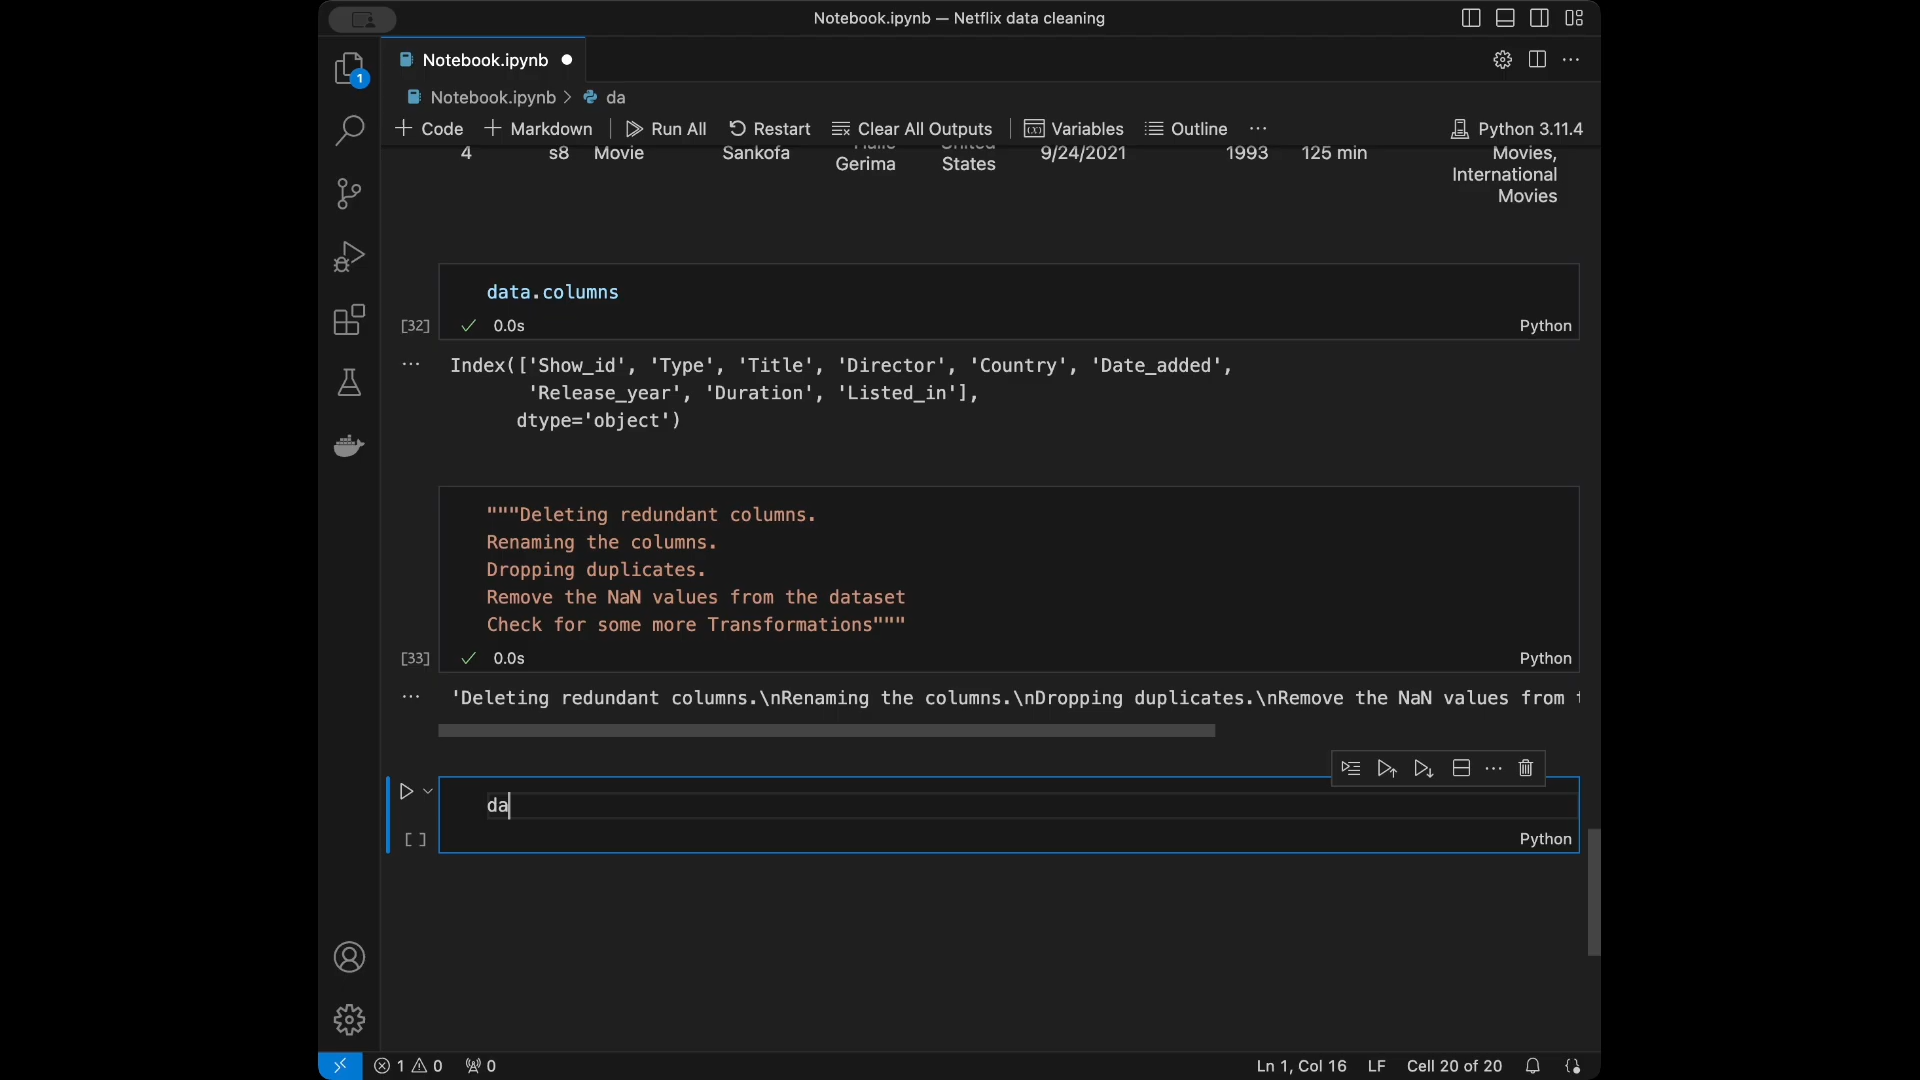 Notebook.ipynb — Netflix data cleaning
Notebook.ipynb
1
Notebook.ipynb > da
Code Markdown Run All Restart Clear All Outputs Variables Outline ... Python 3.11.4
4 s8 Movie Sankofa Haile Gerima United States 9/24/2021 1993 125 min Movies, International Movies
data.columns
[32] 0.0s Python
... Index(['Show_id', 'Type', 'Title', 'Director', 'Country', 'Date_added',
'Release_year', 'Duration', 'Listed_in'],
dtype='object')
"""Deleting redundant columns.
Renaming the columns.
Dropping duplicates.
Remove the NaN values from the dataset
Check for some more Transformations"""
[33] 0.0s Python
... 'Deleting redundant columns.\nRenaming the columns.\nDropping duplicates.\nRemove the NaN values from
da
[ ] Python
1 0 0 Ln 1, Col 16 LF Cell 20 of 20